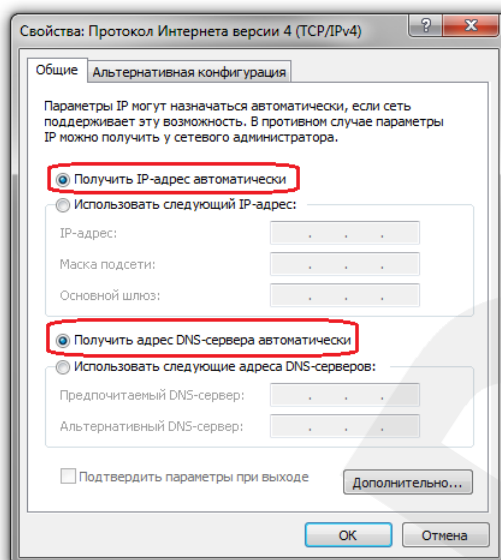 Свойства: Протокол Интернета версии 4 (TCP/IPv4)
Общие
Альтернативная конфигурация
Параметры IP могут назначаться автоматически, если сеть
поддерживает эту возможность. В противном случае параметры
IP можно получить у сетевого администратора.
Получить IP-адрес автоматически
Использовать следующий IP-адрес:
IP-адрес:
Маска подсети:
Основной шлюз:
Получить адрес DNS-сервера автоматически
Использовать следующие адреса DNS-серверов:
Предпочитаемый DNS-сервер:
Альтернативный DNS-сервер:
Подтвердить параметры при выходе
Дополнительно...
ОК
Отмена